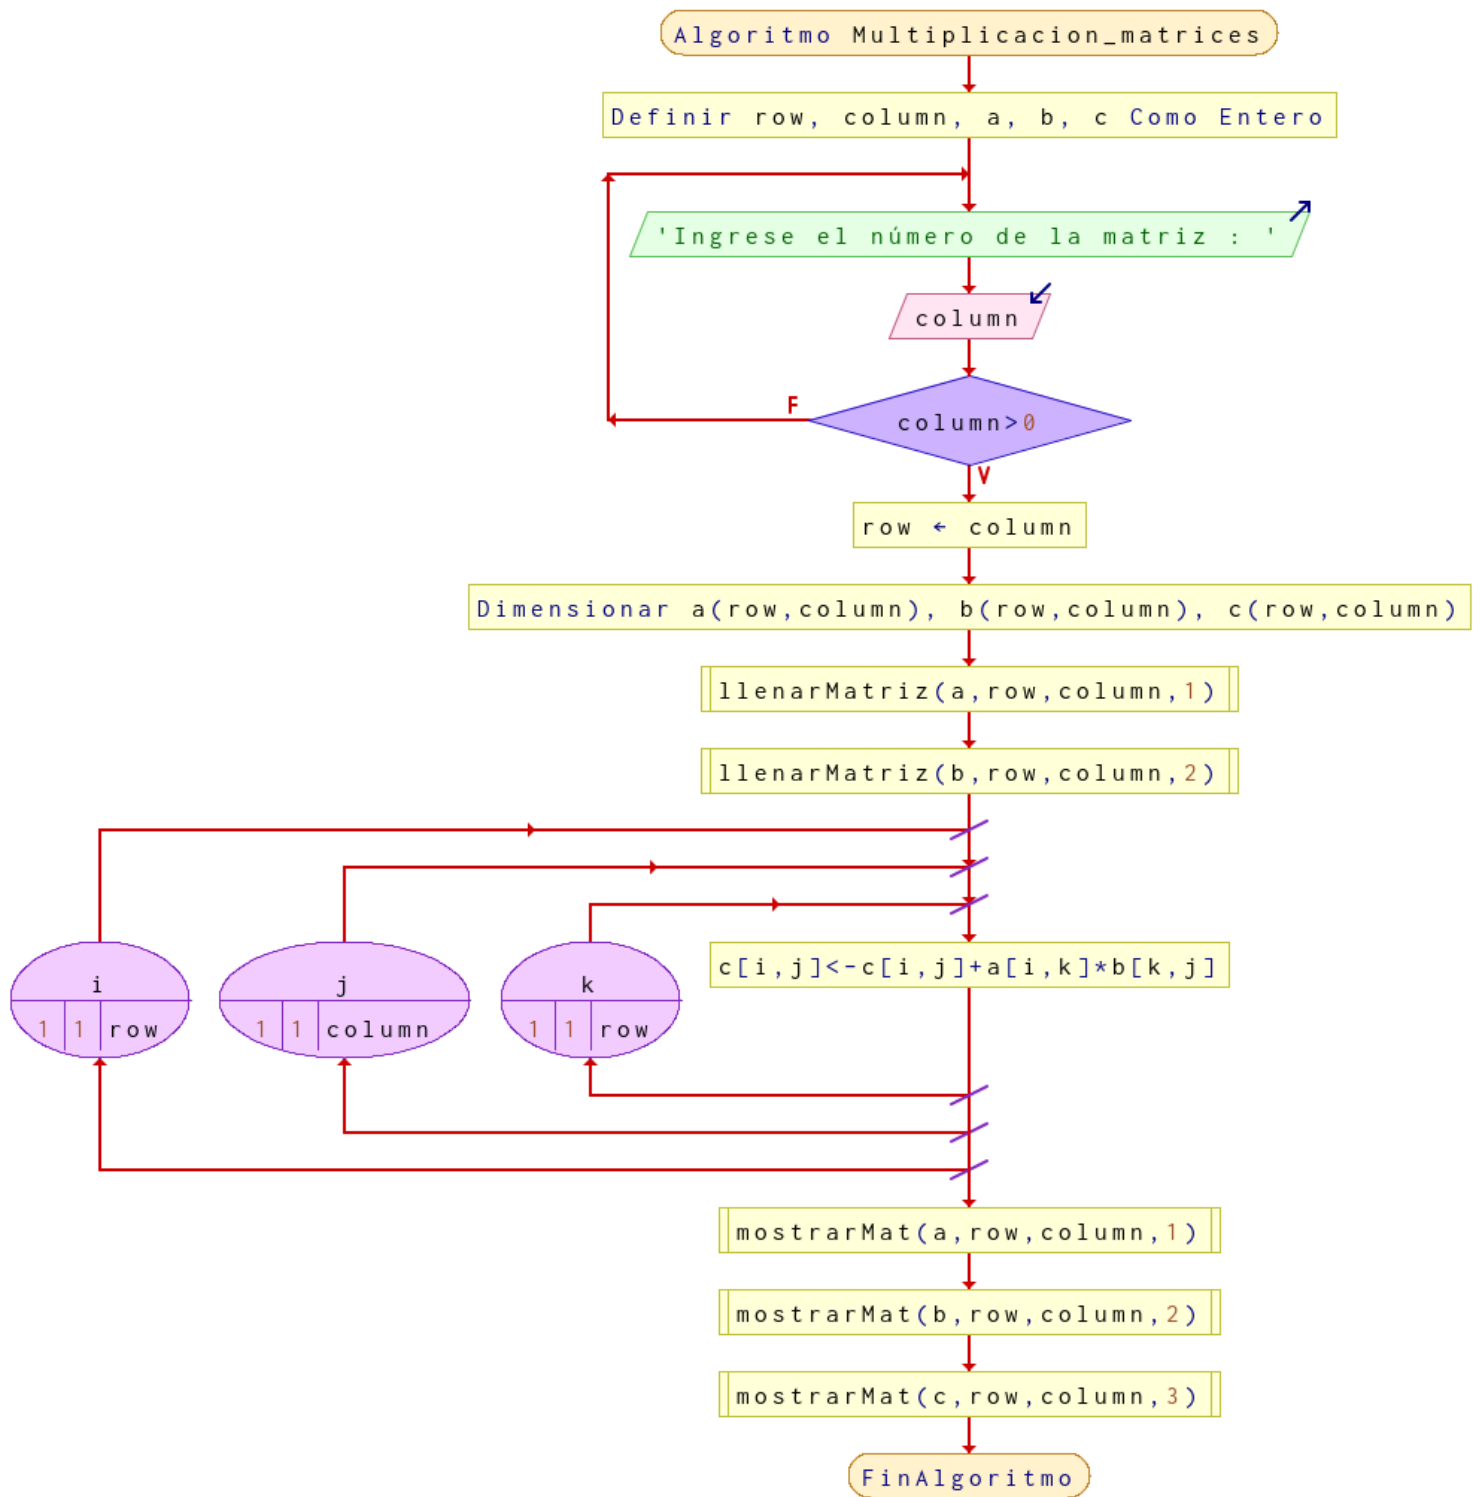 Algoritmo Multiplicacion_matrices
Definir row, column, a, b, c Como Entero
'Ingrese el número de la matriz : '
column
column>0
F
V
row ← column
Dimensionar a(row,column), b(row,column), c(row,column)
llenarMatriz(a,row,column,1)
llenarMatriz(b,row,column,2)
i
1 1 row
j
1 1 column
k
1 1 row
c[i,j]<-c[i,j]+a[i,k]*b[k,j]
mostrarMat(a,row,column,1)
mostrarMat(b,row,column,2)
mostrarMat(c,row,column,3)
FinAlgoritmo